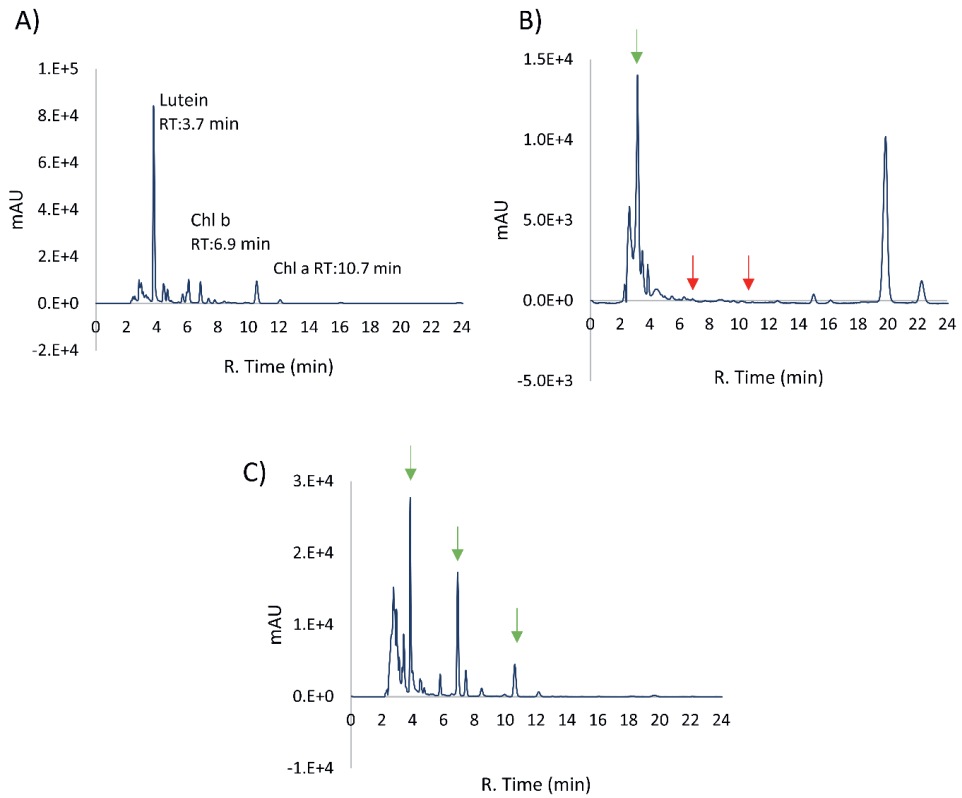 A)
1.E+5
8.E+4
6.E+4
4.E+4
2.E+4
0.E+0
-2.E+4
mAU
Lutein
RT:3.7 min
Chl b
RT:6.9 min
Chl a RT:10.7 min
0 2 4 6 8 10 12 14 16 18 20 22 24
R. Time (min)
B)
1.5E+4
1.0E+4
5.0E+3
0.0E+0
-5.0E+3
mAU
0 2 4 6 8 10 12 14 16 18 20 22 24
R. Time (min)
C)
3.E+4
2.E+4
1.E+4
0.E+0
-1.E+4
mAU
0 2 4 6 8 10 12 14 16 18 20 22 24
R. Time (min)